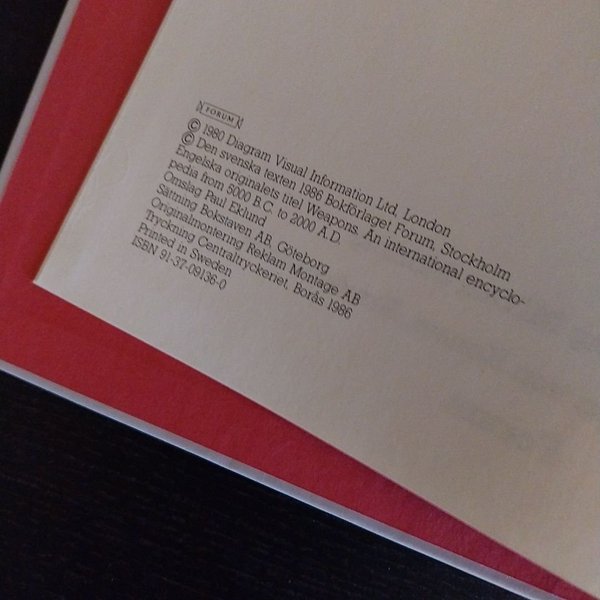 FORUM
© 1980 Diagram Visual Information Ltd, London
© Den svenska texten 1986 Bokförlaget Forum, Stockholm
Engelska originalets titel Weapons. An international encyclo-
pedia from 5000 B.C. to 2000 A.D.
Omslag Paul Eklund
Sättning Bokstaven AB, Göteborg
Originalmontering Reklam Montage AB
Tryckning Centraltryckeriet, Borås 1986
Printed in Sweden
ISBN 91-37-09136-0